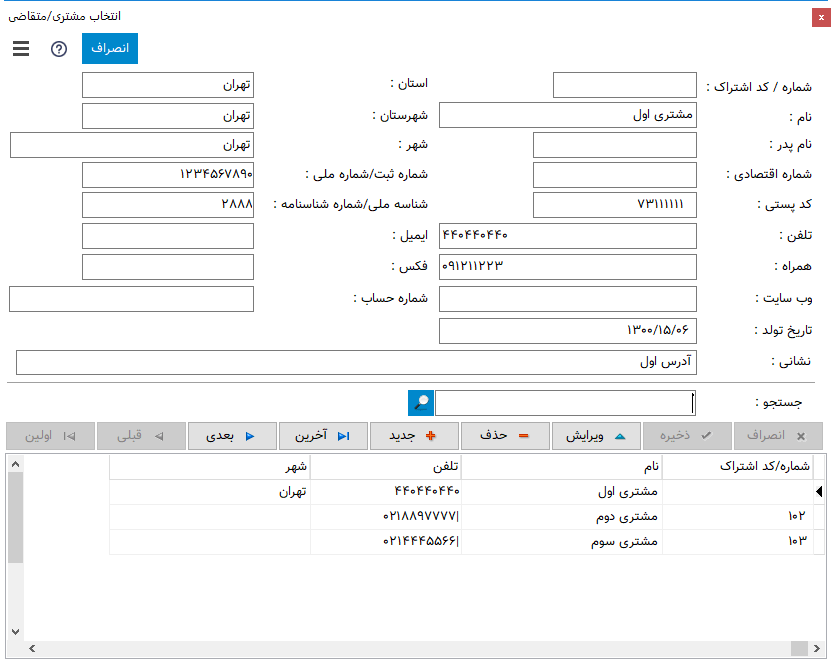 انتخاب مشتری/متقاضی
x
انصراف
شماره / کد اشتراک :
استان : تهران
نام : مشتری اول
شهرستان : تهران
نام پدر :
شهر : تهران
شماره اقتصادی :
شماره ثبت/شماره ملی : ۱۲۳۴۵۶۷۸۹۰
کد پستی : ۷۳۱۱۱۱۱۱
شناسه ملی/شماره شناسنامه : ۲۸۸۸
تلفن : ۴۴۰۴۴۰۴۴۰
ایمیل :
همراه : ۰۹۱۲۱۱۲۲۳
فکس :
وب سایت :
شماره حساب :
تاریخ تولد : ۱۳۰۰/۱۵/۰۶
نشانی : آدرس اول
جستجو :
انصراف ذخیره ویرایش حذف جدید آخرین بعدی قبلی اولین
شماره/کد اشتراک نام تلفن شهر
مشتری اول ۴۴۰۴۴۰۴۴۰ تهران
۱۰۲ مشتری دوم ۰۲۱۸۸۹۷۷۷۷|
۱۰۳ مشتری سوم ۰۲۱۴۴۴۵۵۶۶|